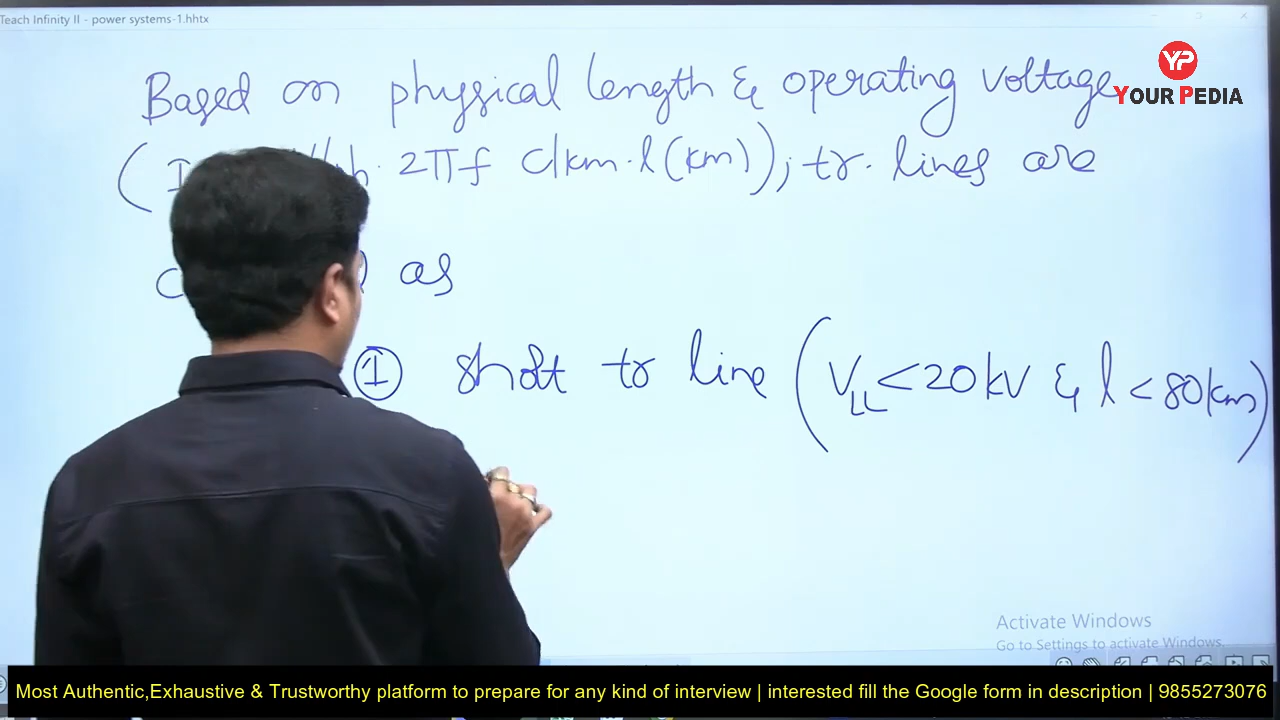 Teach Infinity II - power systems-1.hhtx
YP
YOUR PEDIA
Based on physical length & operating voltage
( 2πf C/km·l(km)); tr. lines are
as
① short tr line (V_LL < 20kV & l < 80km)
Activate Windows
Go to Settings to activate Windows.
Most Authentic,Exhaustive & Trustworthy platform to prepare for any kind of interview | interested fill the Google form in description | 9855273076